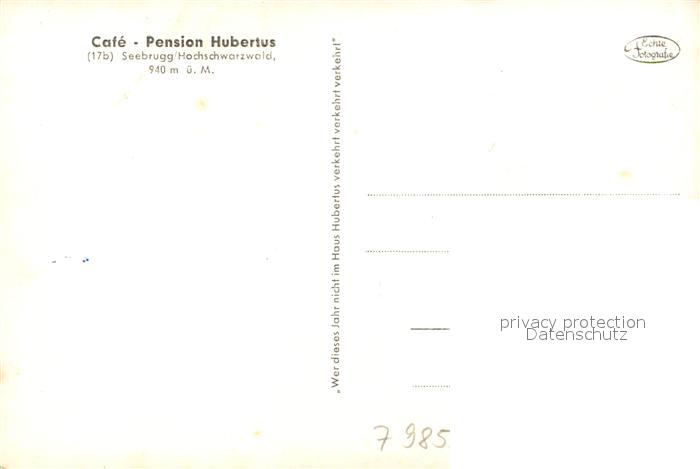 Café - Pension Hubertus
(17b) Seebrugg/Hochschwarzwald,
940 m ü. M.
„Wer dieses Jahr nicht im Haus Hubertus verkehrt verkehrt!"
Echte
Fotografie
privacy protection
Datenschutz
7 985